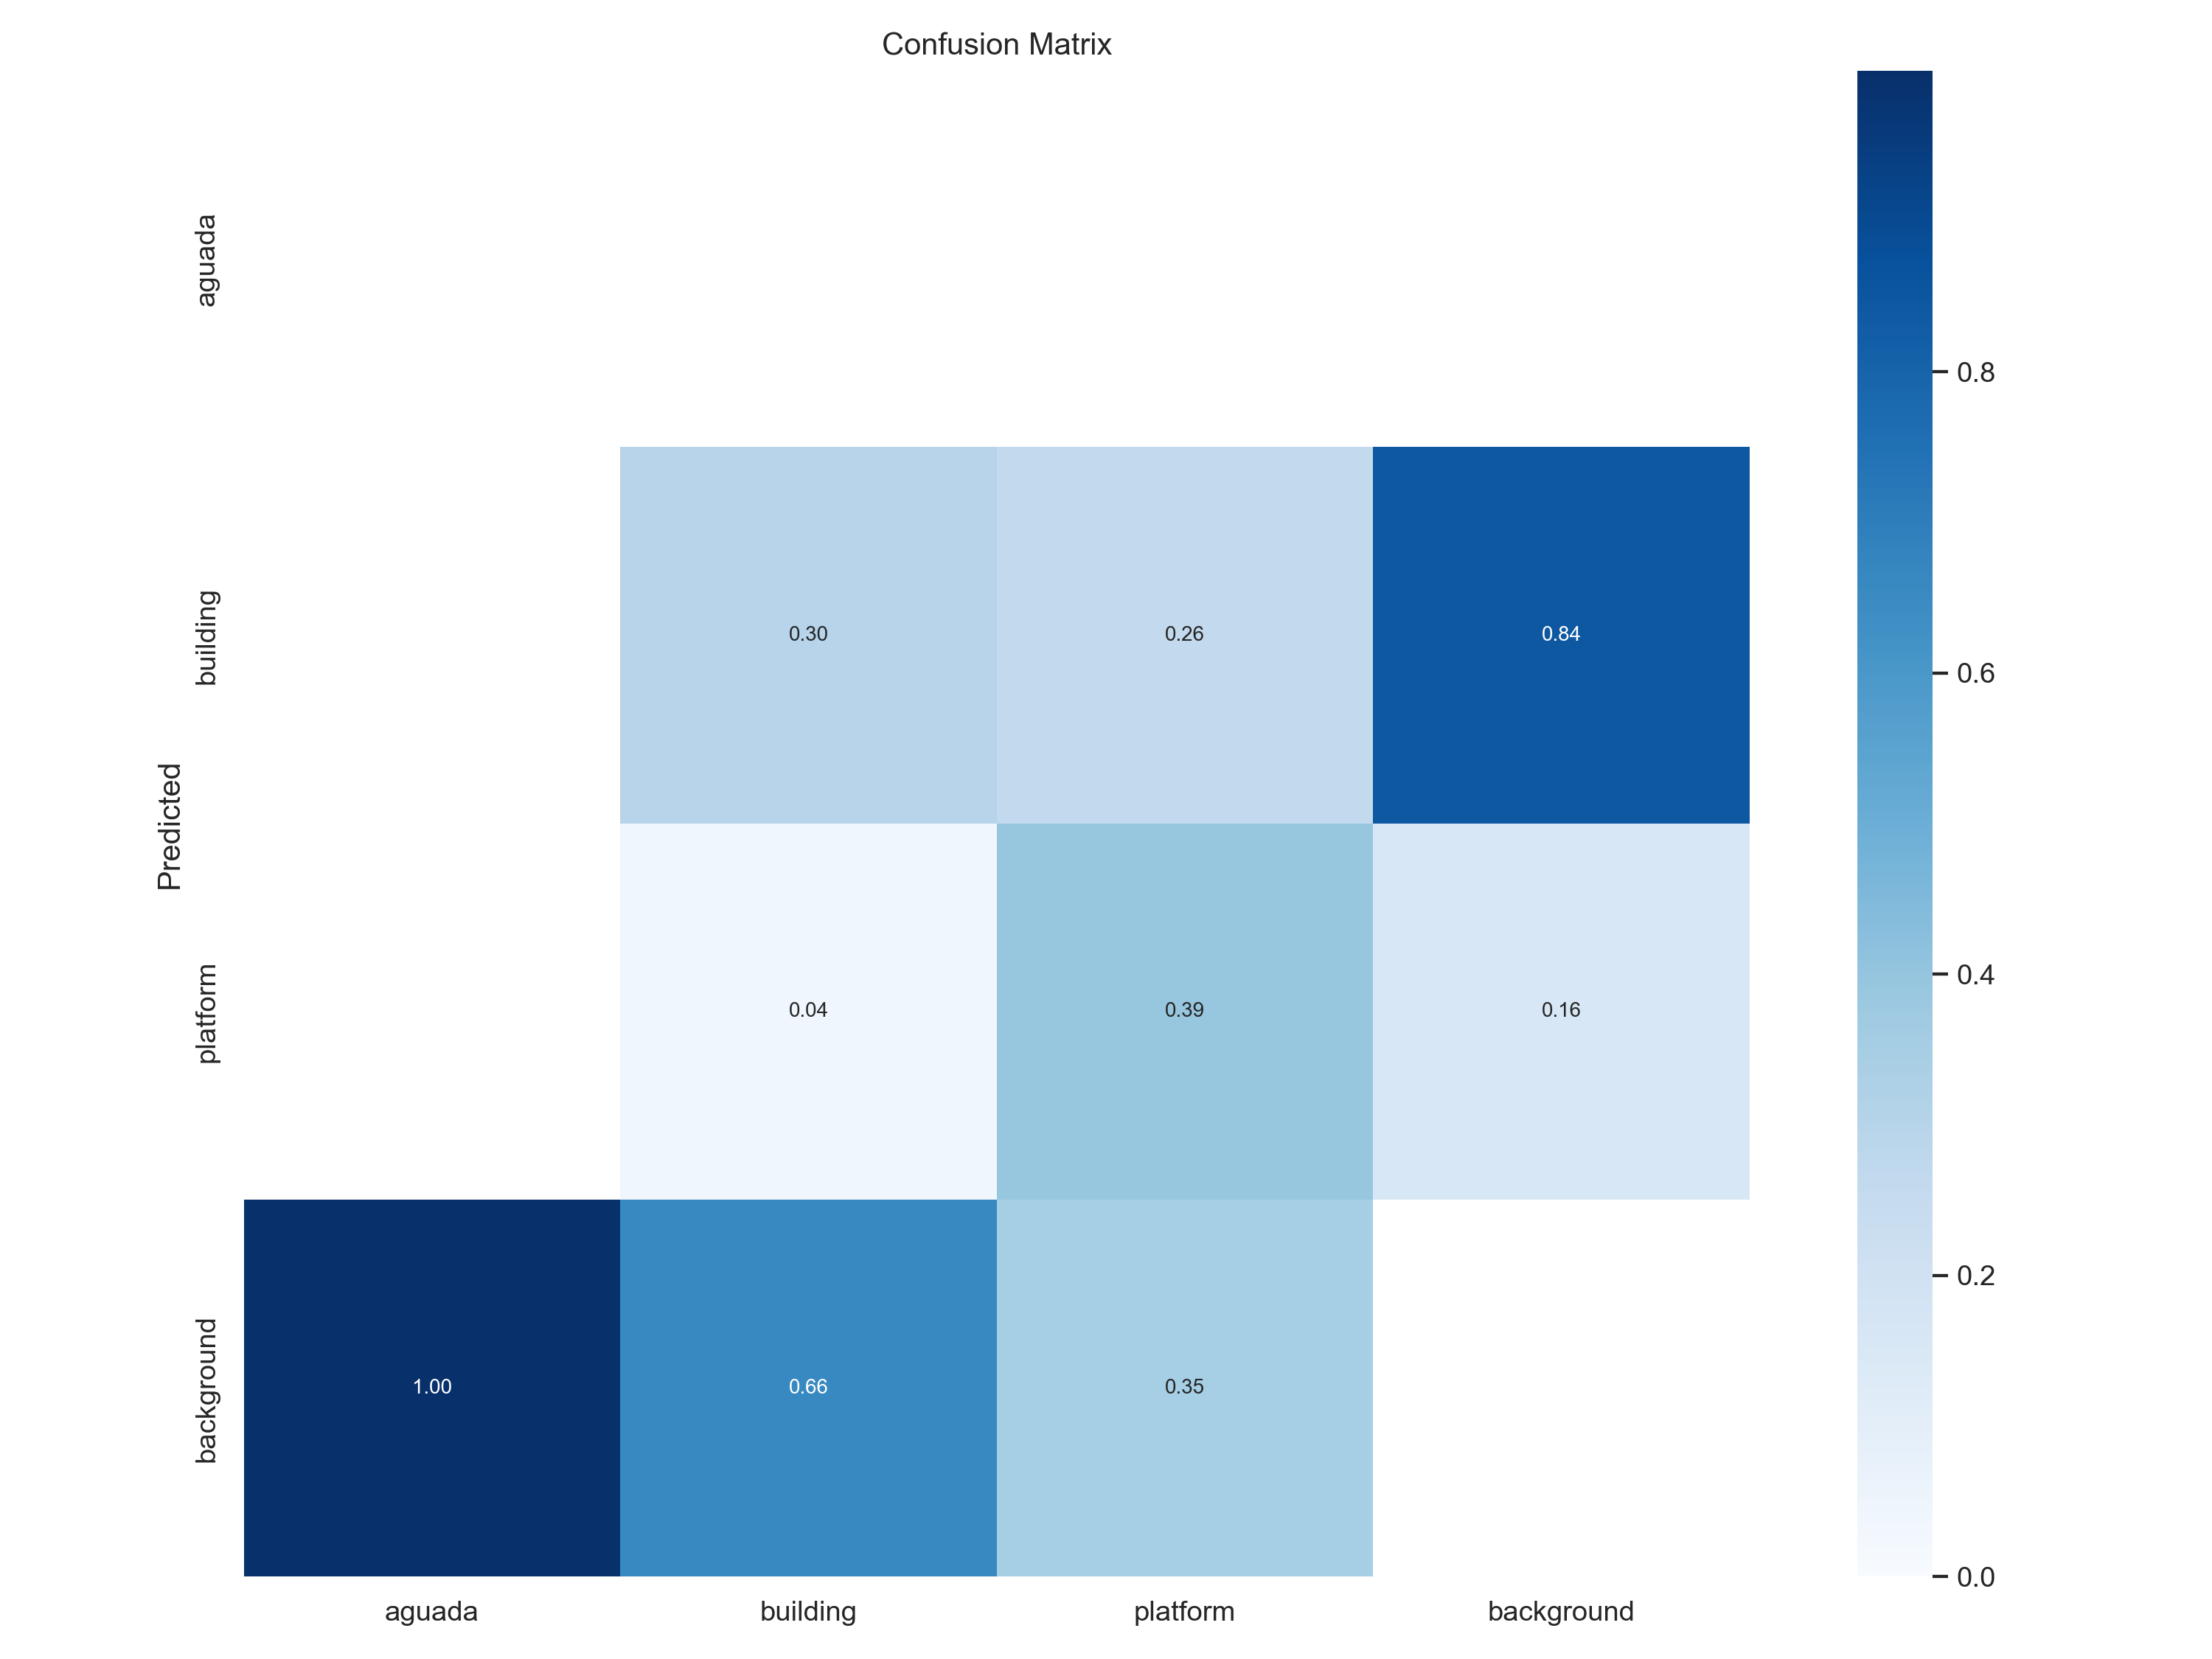 Confusion Matrix
aguada
building
platform
background
Predicted
0.30 0.26 0.84
0.04 0.39 0.16
1.00 0.66 0.35
aguada building platform background
0.8
0.6
0.4
0.2
0.0